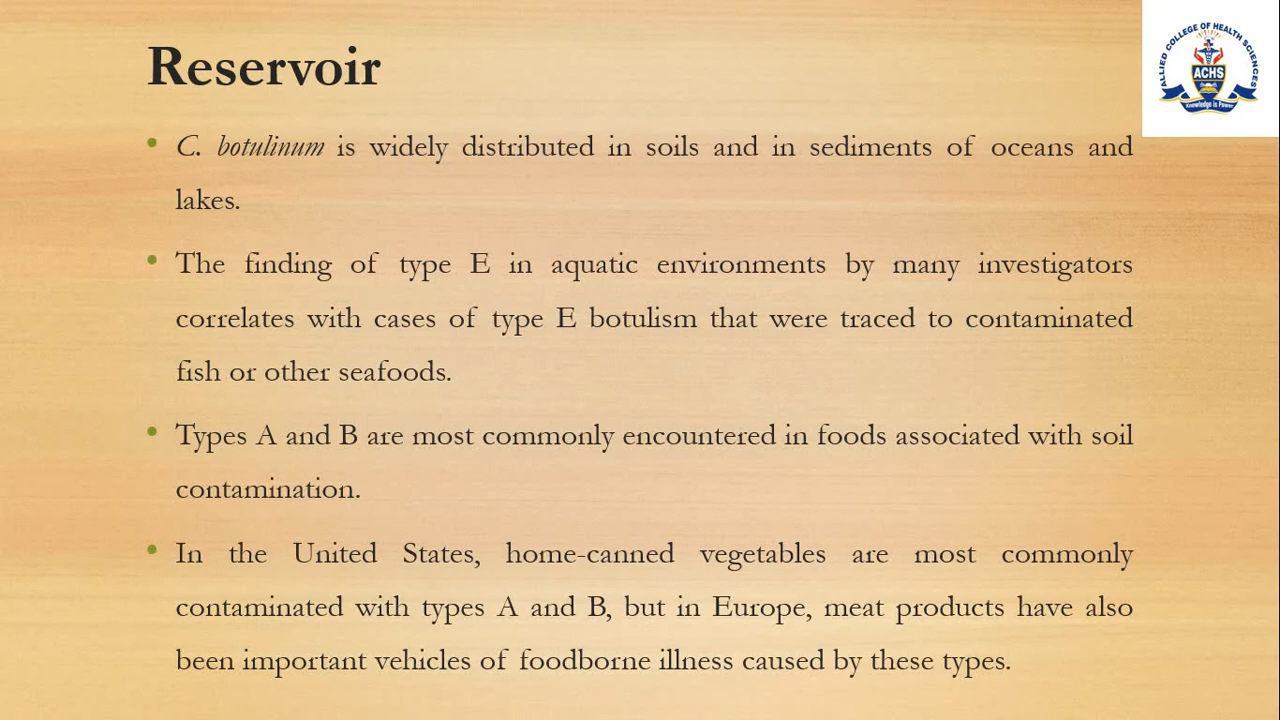 Reservoir
ALLIED COLLEGE OF HEALTH SCIENCES
ACHS
Knowledge is Power
• C. botulinum is widely distributed in soils and in sediments of oceans and
lakes.
• The finding of type E in aquatic environments by many investigators
correlates with cases of type E botulism that were traced to contaminated
fish or other seafoods.
• Types A and B are most commonly encountered in foods associated with soil
contamination.
• In the United States, home-canned vegetables are most commonly
contaminated with types A and B, but in Europe, meat products have also
been important vehicles of foodborne illness caused by these types.